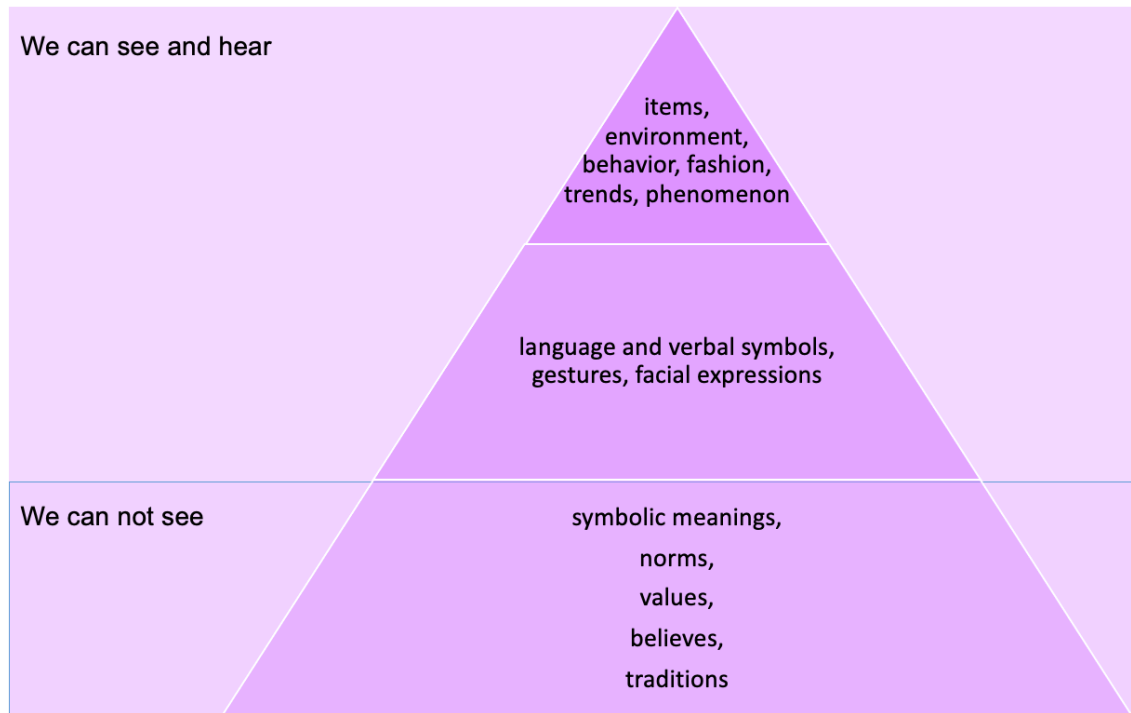 We can see and hear
items,
environment,
behavior, fashion,
trends, phenomenon
language and verbal symbols,
gestures, facial expressions
We can not see
symbolic meanings,
norms,
values,
believes,
traditions